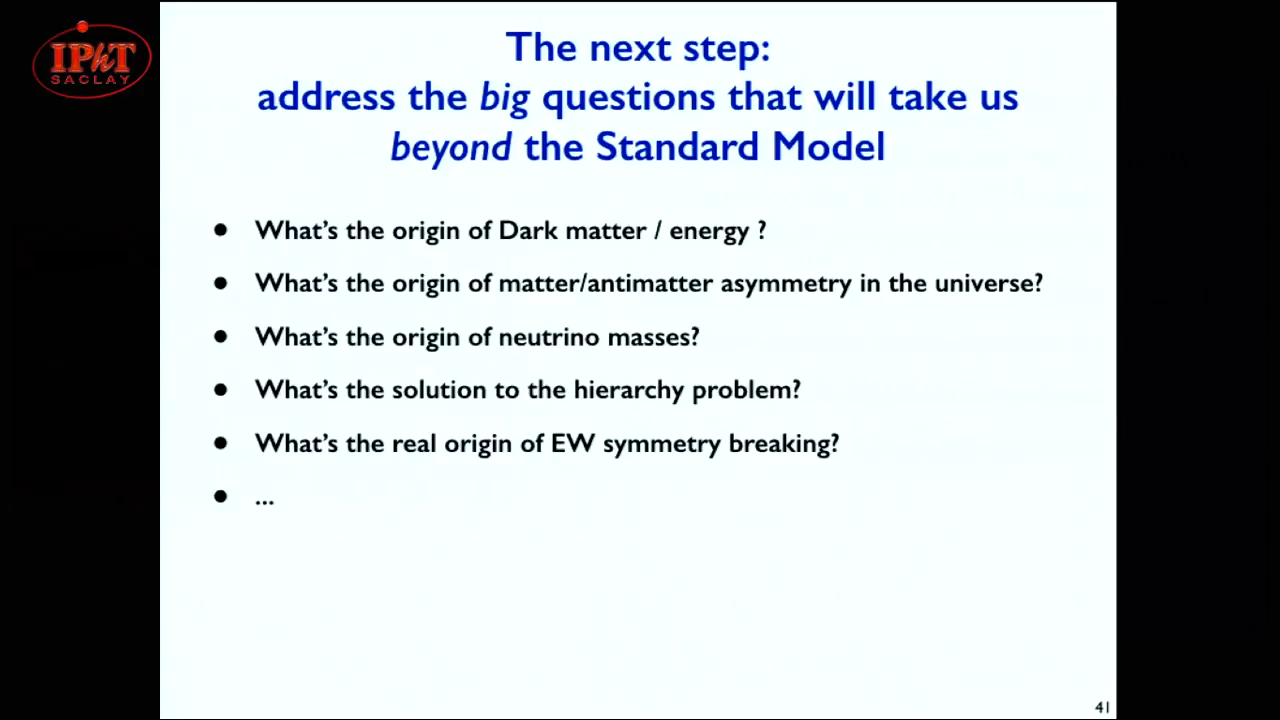 IPhT
SACLAY
The next step:
address the big questions that will take us
beyond the Standard Model
● What's the origin of Dark matter / energy ?
● What's the origin of matter/antimatter asymmetry in the universe?
● What's the origin of neutrino masses?
● What's the solution to the hierarchy problem?
● What's the real origin of EW symmetry breaking?
● ...
41